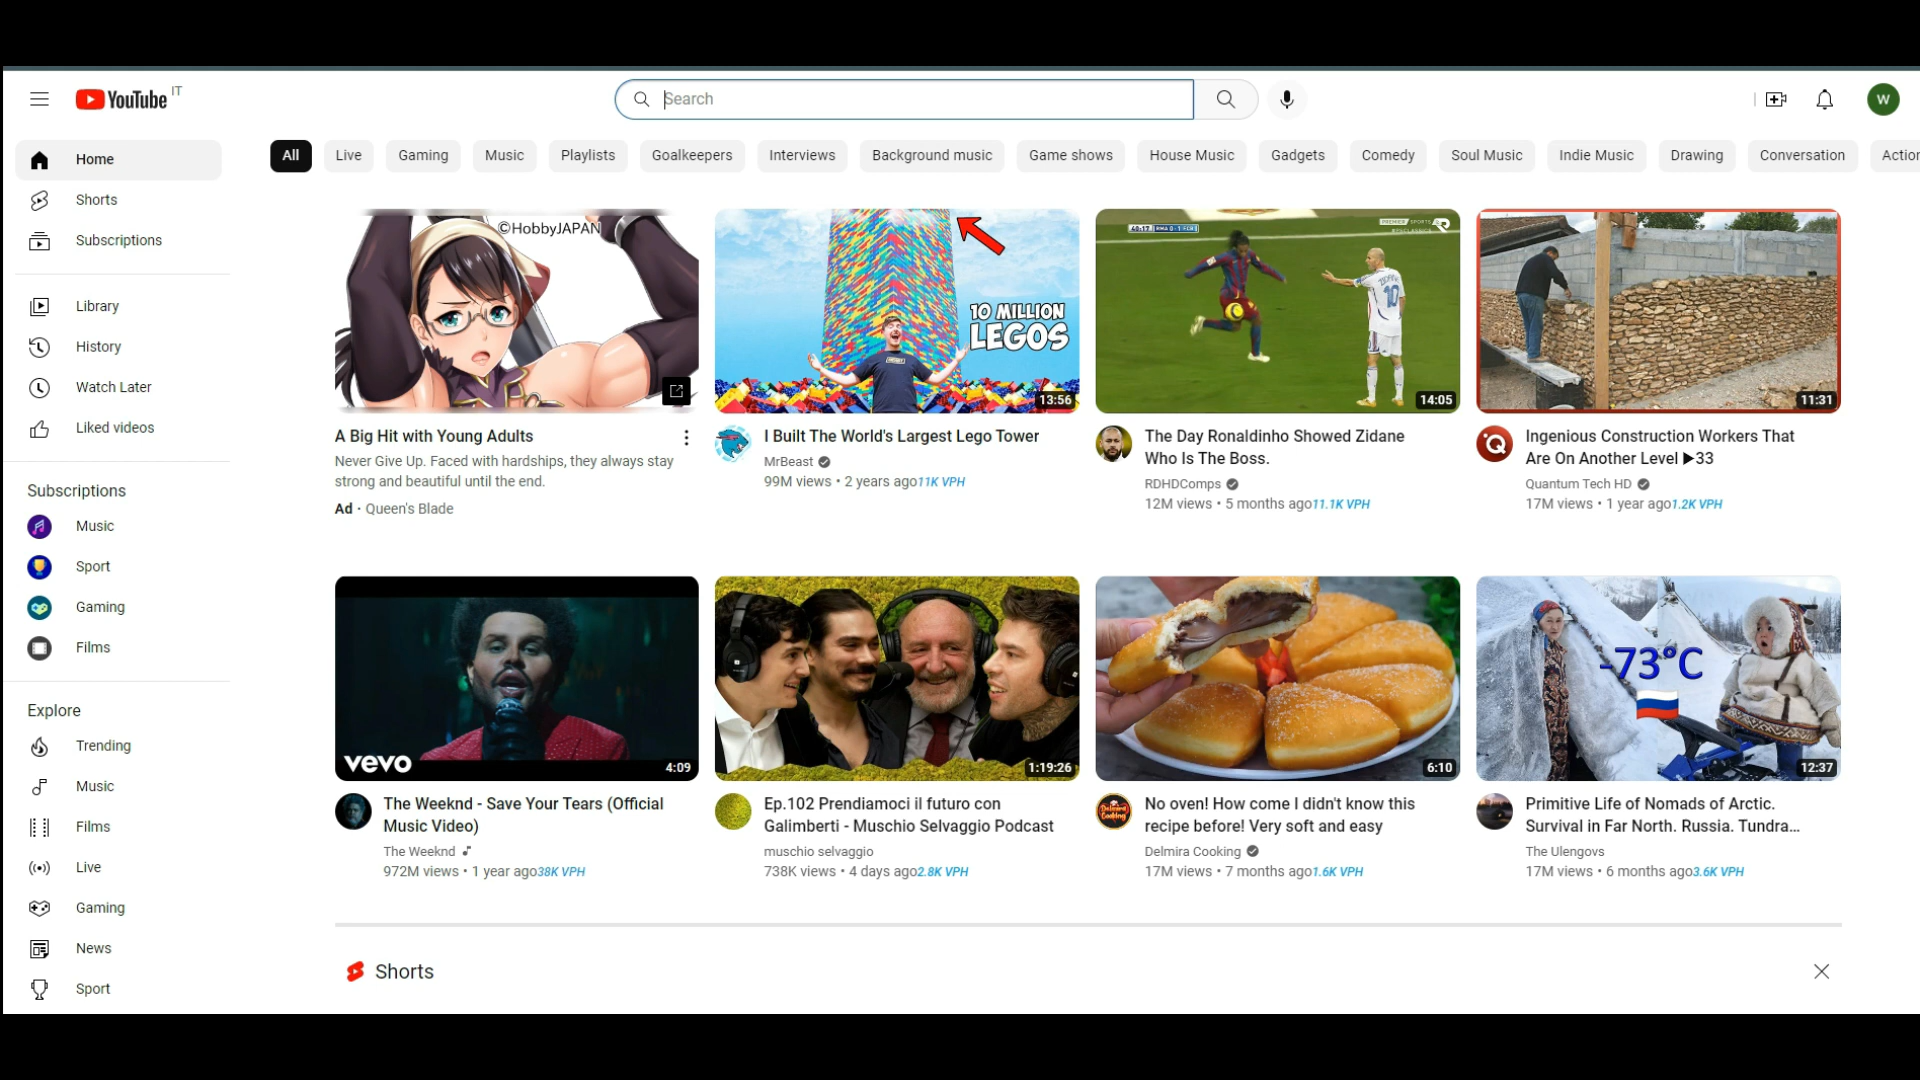 YouTube IT
Search
W
Home
Shorts
Subscriptions
Library
History
Watch Later
Liked videos
Subscriptions
Music
Sport
Gaming
Films
Explore
Trending
Music
Films
Live
Gaming
News
Sport
All Live Gaming Music Playlists Goalkeepers Interviews Background music Game shows House Music Gadgets Comedy Soul Music Indie Music Drawing Conversation Action
©HobbyJAPAN
A Big Hit with Young Adults
Never Give Up. Faced with hardships, they always stay
strong and beautiful until the end.
Ad · Queen's Blade
10 MILLION
LEGOS
13:56
I Built The World's Largest Lego Tower
MrBeast
99M views • 2 years ago11K VPH
PREMIER SPORTS
ZIDANE
10
14:05
The Day Ronaldinho Showed Zidane
Who Is The Boss.
RDHDComps
12M views • 5 months ago11.1K VPH
11:31
Ingenious Construction Workers That
Are On Another Level ▶33
Quantum Tech HD
17M views • 1 year ago1.2K VPH
vevo
4:09
The Weeknd - Save Your Tears (Official
Music Video)
The Weeknd
972M views • 1 year ago38K VPH
1:19:26
Ep.102 Prendiamoci il futuro con
Galimberti - Muschio Selvaggio Podcast
muschio selvaggio
738K views • 4 days ago2.8K VPH
6:10
No oven! How come I didn't know this
recipe before! Very soft and easy
Delmira Cooking
17M views • 7 months ago1.6K VPH
-73°C
12:37
Primitive Life of Nomads of Arctic.
Survival in Far North. Russia. Tundra...
The Ulengovs
17M views • 6 months ago3.6K VPH
Shorts